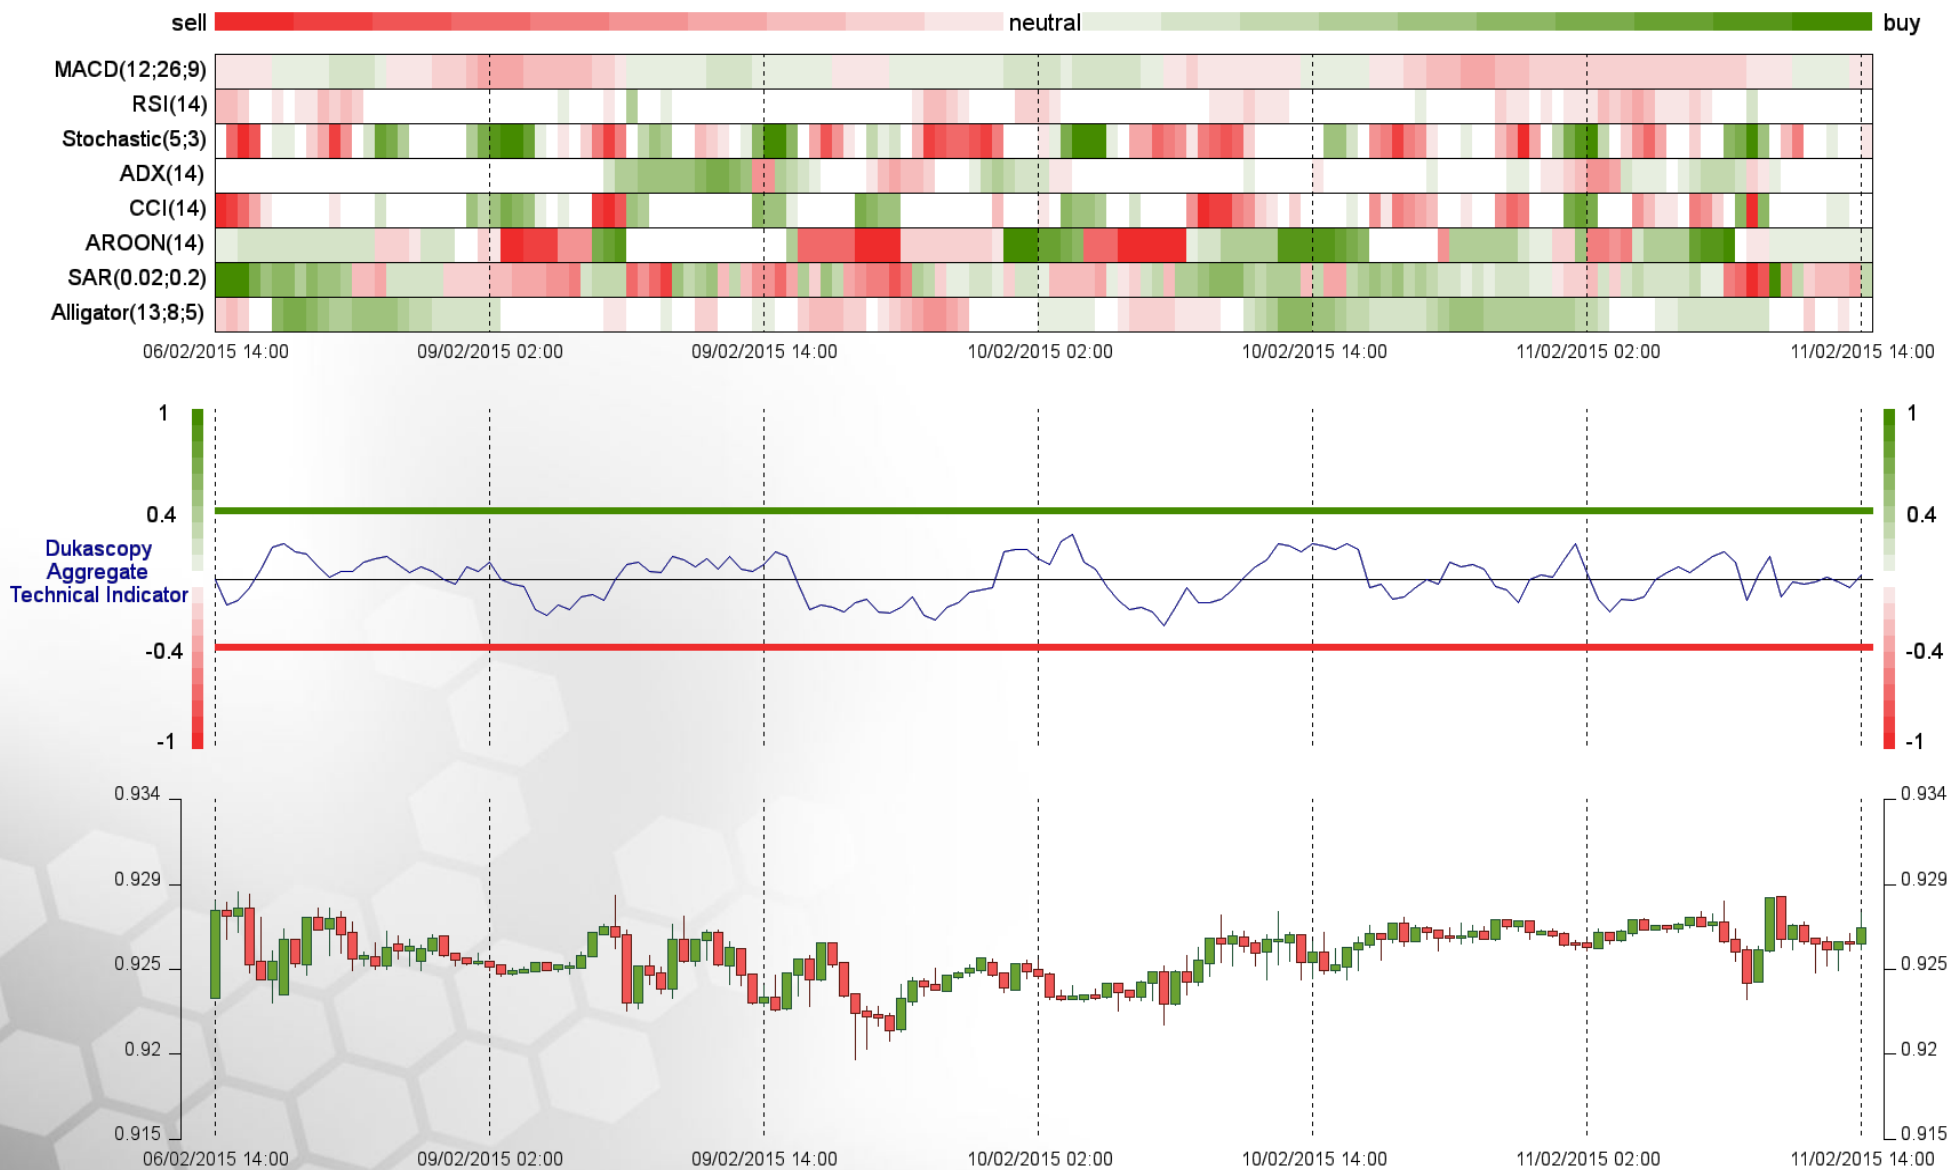 sell neutral buy
MACD(12;26;9)
RSI(14)
Stochastic(5;3)
ADX(14)
CCI(14)
AROON(14)
SAR(0.02;0.2)
Alligator(13;8;5)
06/02/2015 14:00 09/02/2015 02:00 09/02/2015 14:00 10/02/2015 02:00 10/02/2015 14:00 11/02/2015 02:00 11/02/2015 14:00
1 1
0.4 0.4
Dukascopy
Aggregate
Technical Indicator
-0.4 -0.4
-1 -1
0.934 0.934
0.929 0.929
0.925 0.925
0.92 0.92
0.915 0.915
06/02/2015 14:00 09/02/2015 02:00 09/02/2015 14:00 10/02/2015 02:00 10/02/2015 14:00 11/02/2015 02:00 11/02/2015 14:00